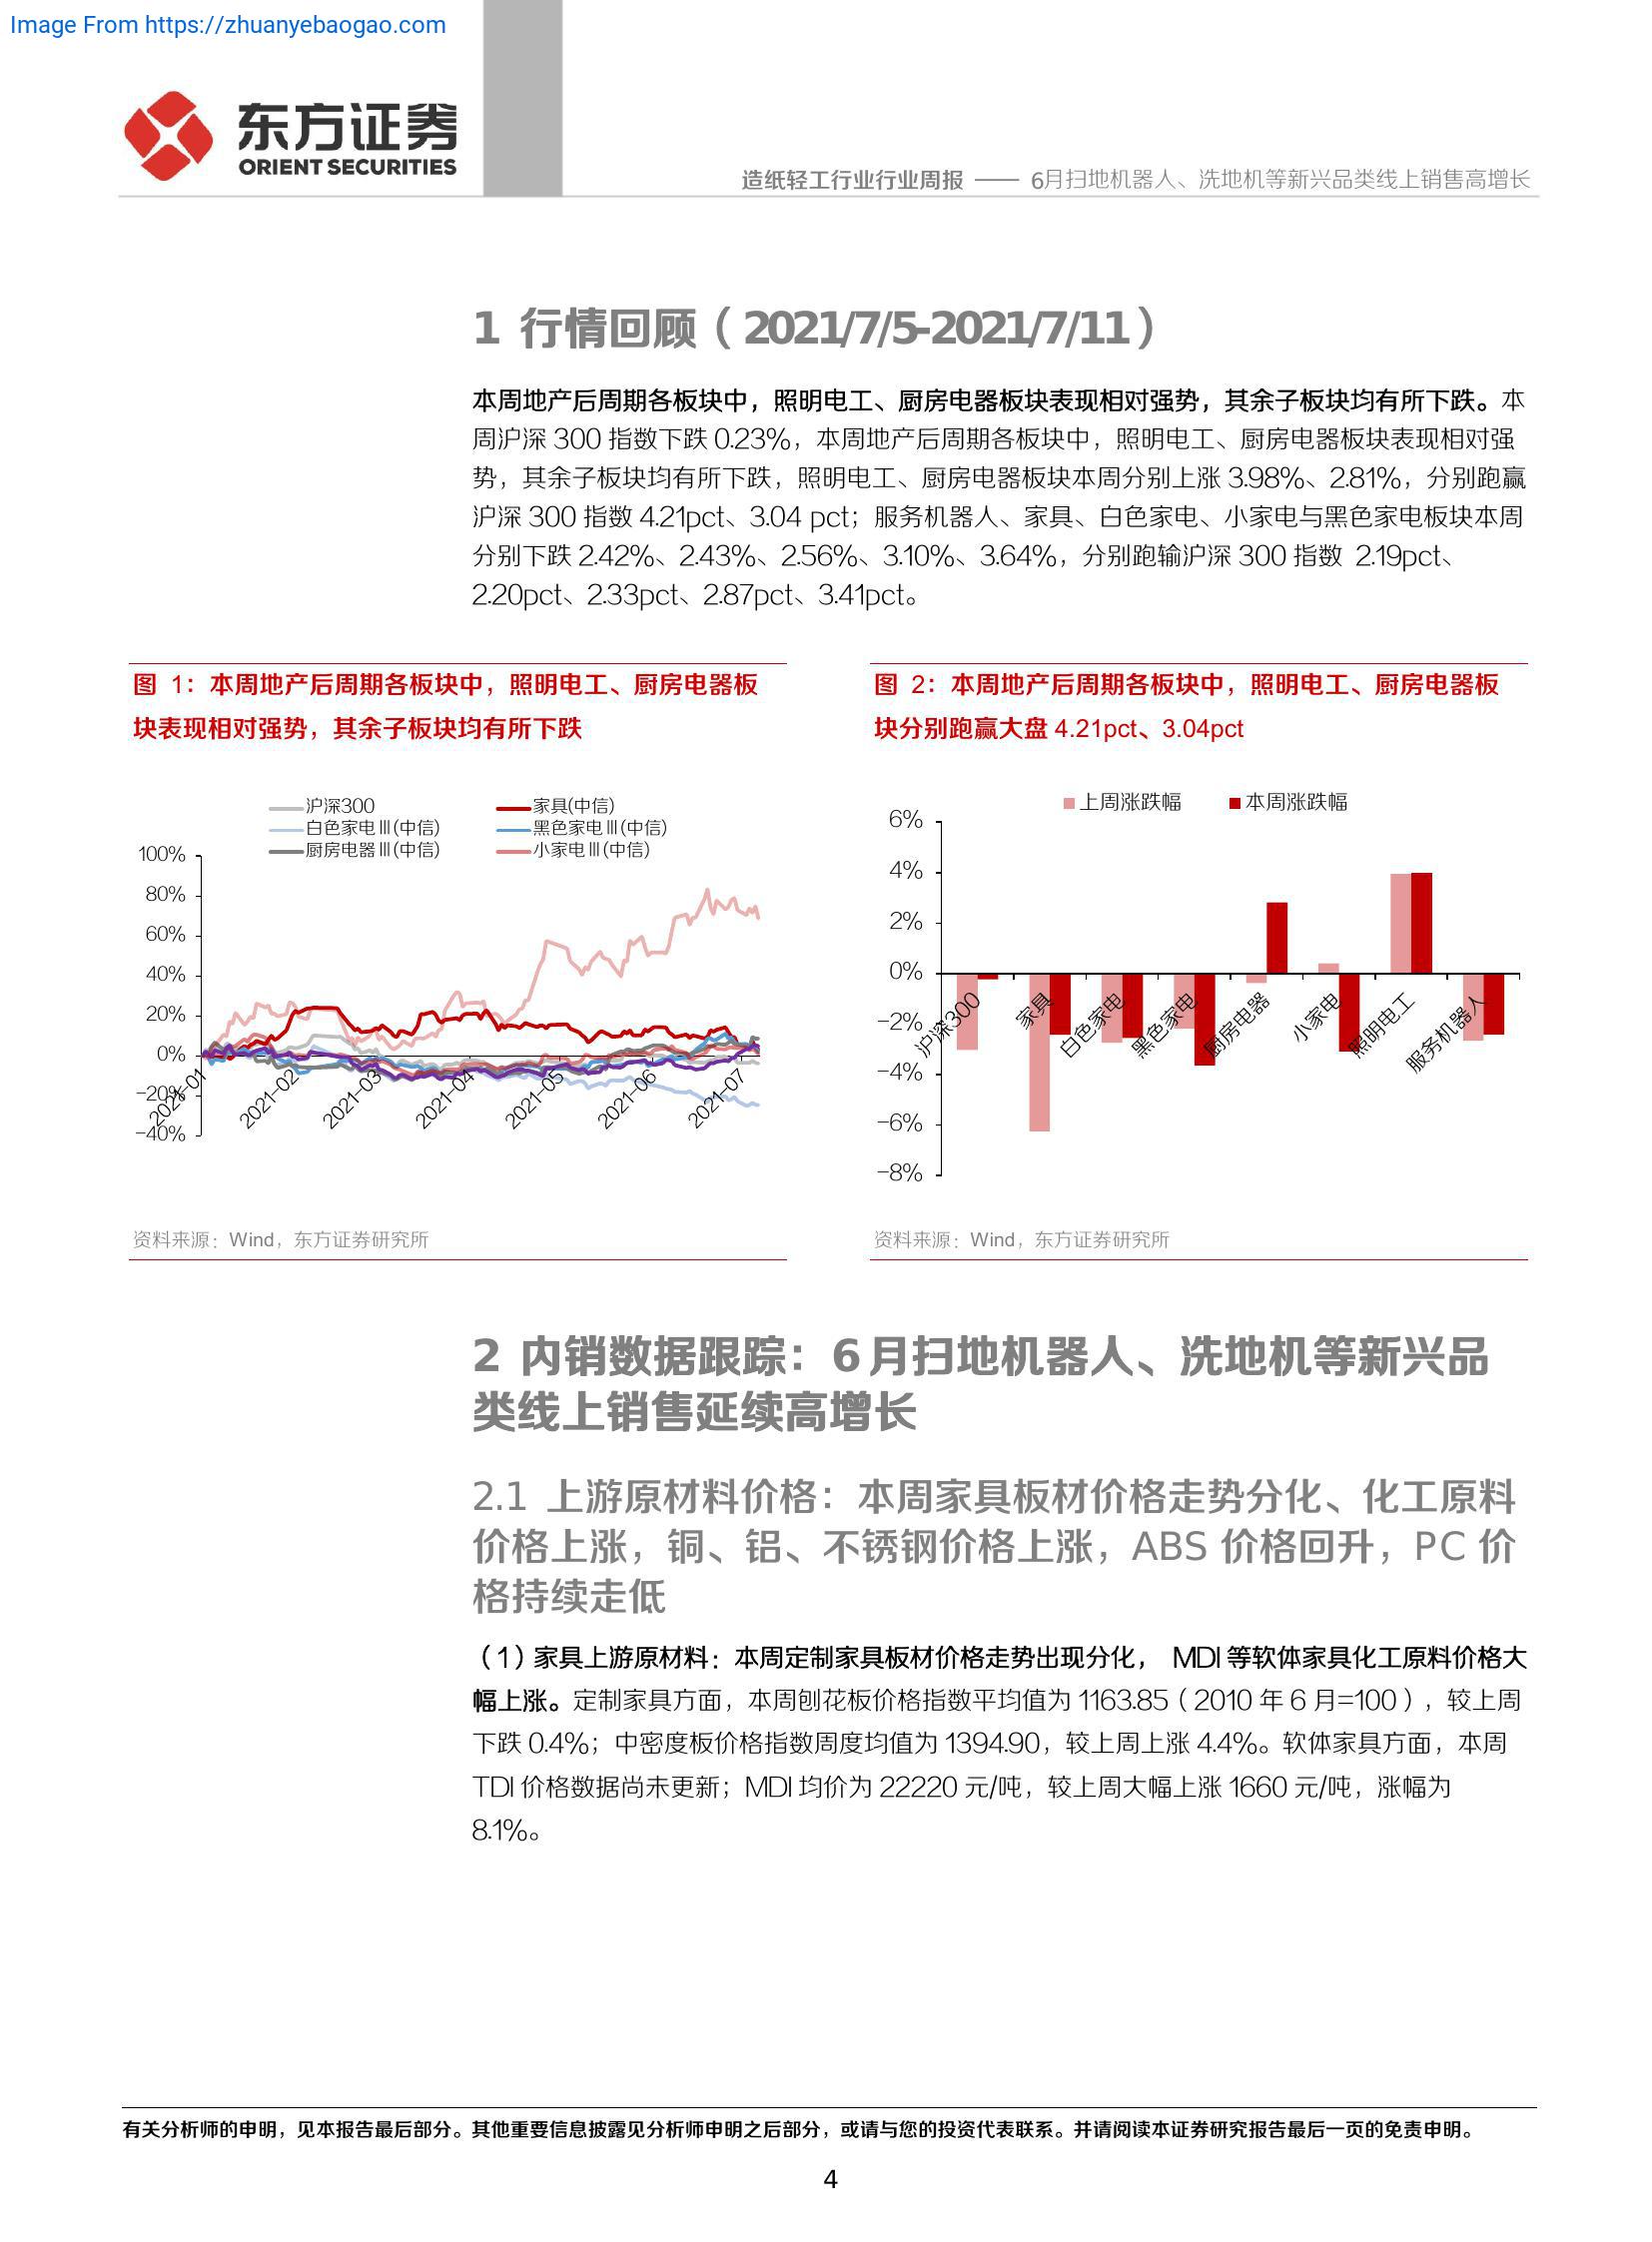 Image From https://zhuanyebaogao.com
东方证券
ORIENT SECURITIES
造纸轻工行业行业周报 —— 6月扫地机器人、洗地机等新兴品类线上销售高增长
1 行情回顾（2021/7/5-2021/7/11）
本周地产后周期各板块中，照明电工、厨房电器板块表现相对强势，其余子板块均有所下跌。本
周沪深 300 指数下跌 0.23%，本周地产后周期各板块中，照明电工、厨房电器板块表现相对强
势，其余子板块均有所下跌，照明电工、厨房电器板块本周分别上涨 3.98%、2.81%，分别跑赢
沪深 300 指数 4.21pct、3.04 pct；服务机器人、家具、白色家电、小家电与黑色家电板块本周
分别下跌 2.42%、2.43%、2.56%、3.10%、3.64%，分别跑输沪深 300 指数 2.19pct、
2.20pct、2.33pct、2.87pct、3.41pct。
图 1：本周地产后周期各板块中，照明电工、厨房电器板
块表现相对强势，其余子板块均有所下跌
沪深300 家具(中信)
白色家电Ⅲ(中信) 黑色家电Ⅲ(中信)
厨房电器Ⅲ(中信) 小家电Ⅲ(中信)
100%
80%
60%
40%
20%
0%
-20%
-40%
2021-01 2021-02 2021-03 2021-04 2021-05 2021-06 2021-07
资料来源：Wind，东方证券研究所
图 2：本周地产后周期各板块中，照明电工、厨房电器板
块分别跑赢大盘 4.21pct、3.04pct
上周涨跌幅 本周涨跌幅
6%
4%
2%
0%
-2%
-4%
-6%
-8%
沪深300 家具 白色家电 黑色家电 厨房电器 小家电 照明电工 服务机器人
资料来源：Wind，东方证券研究所
2 内销数据跟踪：6月扫地机器人、洗地机等新兴品
类线上销售延续高增长
2.1 上游原材料价格：本周家具板材价格走势分化、化工原料
价格上涨，铜、铝、不锈钢价格上涨，ABS 价格回升，PC 价
格持续走低
（1）家具上游原材料：本周定制家具板材价格走势出现分化， MDI 等软体家具化工原料价格大
幅上涨。定制家具方面，本周刨花板价格指数平均值为 1163.85（2010 年 6 月=100），较上周
下跌 0.4%；中密度板价格指数周度均值为 1394.90，较上周上涨 4.4%。软体家具方面，本周
TDI 价格数据尚未更新；MDI 均价为 22220 元/吨，较上周大幅上涨 1660 元/吨，涨幅为
8.1%。
有关分析师的申明，见本报告最后部分。其他重要信息披露见分析师申明之后部分，或请与您的投资代表联系。并请阅读本证券研究报告最后一页的免责申明。
4